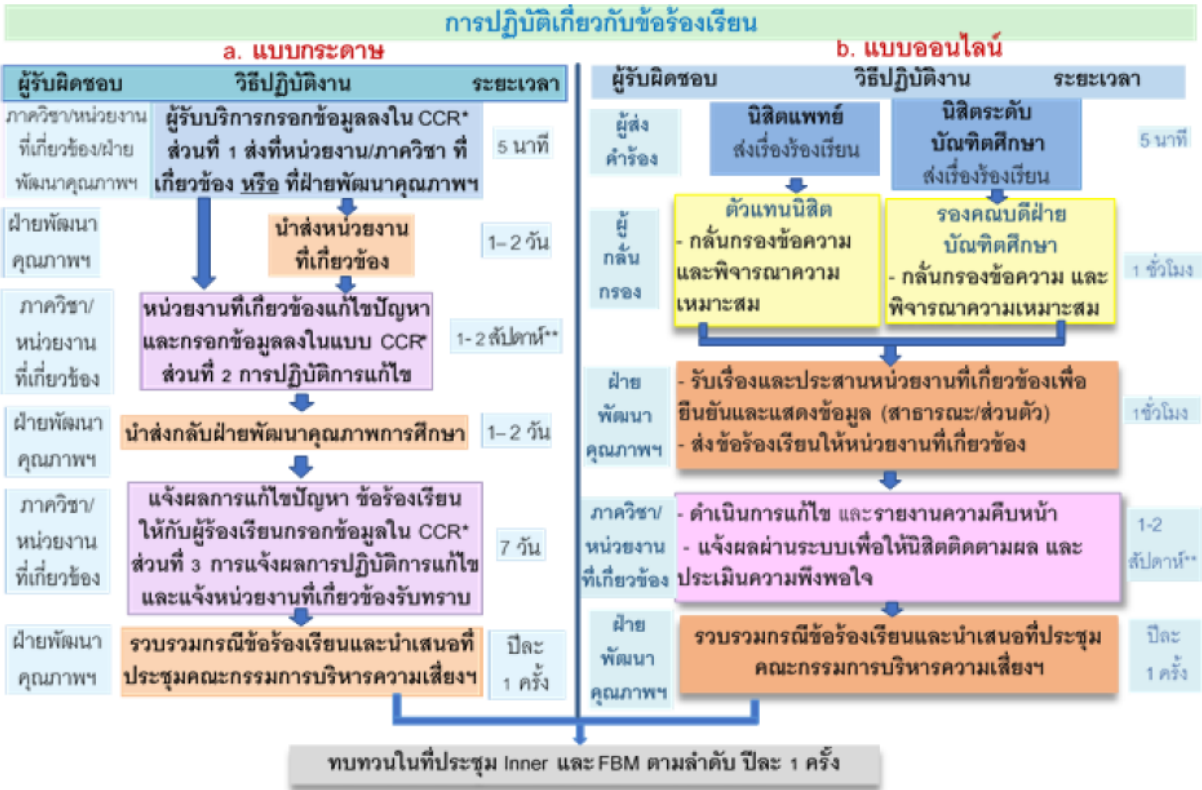 การปฏิบัติเกี่ยวกับข้อร้องเรียน
a. แบบกระดาษ
ผู้รับผิดชอบ วิธีปฏิบัติงาน ระยะเวลา
ภาควิชา/หน่วยงาน
ที่เกี่ยวข้อง/ฝ่าย
พัฒนาคุณภาพฯ
ผู้รับบริการกรอกข้อมูลลงใน CCR*
ส่วนที่ 1 ส่งที่หน่วยงาน/ภาควิชา ที่
เกี่ยวข้อง หรือ ที่ฝ่ายพัฒนาคุณภาพฯ
5 นาที
ฝ่ายพัฒนา
คุณภาพฯ
นำส่งหน่วยงาน
ที่เกี่ยวข้อง
1– 2 วัน
ภาควิชา/
หน่วยงาน
ที่เกี่ยวข้อง
หน่วยงานที่เกี่ยวข้องแก้ไขปัญหา
และกรอกข้อมูลลงในแบบ CCR*
ส่วนที่ 2 การปฏิบัติการแก้ไข
1- 2 สัปดาห์**
ฝ่ายพัฒนา
คุณภาพฯ
นำส่งกลับฝ่ายพัฒนาคุณภาพการศึกษา
1– 2 วัน
ภาควิชา/
หน่วยงาน
ที่เกี่ยวข้อง
แจ้งผลการแก้ไขปัญหา ข้อร้องเรียน
ให้กับผู้ร้องเรียนกรอกข้อมูลใน CCR*
ส่วนที่ 3 การแจ้งผลการปฏิบัติการแก้ไข
และแจ้งหน่วยงานที่เกี่ยวข้องรับทราบ
7 วัน
ฝ่ายพัฒนา
คุณภาพฯ
รวบรวมกรณีข้อร้องเรียนและนำเสนอที่
ประชุมคณะกรรมการบริหารความเสี่ยงฯ
ปีละ
1 ครั้ง
b. แบบออนไลน์
ผู้รับผิดชอบ วิธีปฏิบัติงาน ระยะเวลา
ผู้ส่ง
คำร้อง
นิสิตแพทย์
ส่งเรื่องร้องเรียน
นิสิตระดับ
บัณฑิตศึกษา
ส่งเรื่องร้องเรียน
5 นาที
ผู้
กลั่น
กรอง
ตัวแทนนิสิต
- กลั่นกรองข้อความ
และพิจารณาความ
เหมาะสม
รองคณบดีฝ่าย
บัณฑิตศึกษา
- กลั่นกรองข้อความ และ
พิจารณาความเหมาะสม
1 ชั่วโมง
ฝ่าย
พัฒนา
คุณภาพฯ
- รับเรื่องและประสานหน่วยงานที่เกี่ยวข้องเพื่อ
ยืนยันและแสดงข้อมูล (สาธารณะ/ส่วนตัว)
- ส่งข้อร้องเรียนให้หน่วยงานที่เกี่ยวข้อง
1ชั่วโมง
ภาควิชา/
หน่วยงาน
ที่เกี่ยวข้อง
- ดำเนินการแก้ไข และรายงานความคืบหน้า
- แจ้งผลผ่านระบบเพื่อให้นิสิตติดตามผล และ
ประเมินความพึงพอใจ
1-2
สัปดาห์**
ฝ่าย
พัฒนา
คุณภาพฯ
รวบรวมกรณีข้อร้องเรียนและนำเสนอที่ประชุม
คณะกรรมการบริหารความเสี่ยงฯ
ปีละ
1 ครั้ง
ทบทวนในที่ประชุม Inner และ FBM ตามลำดับ ปีละ 1 ครั้ง